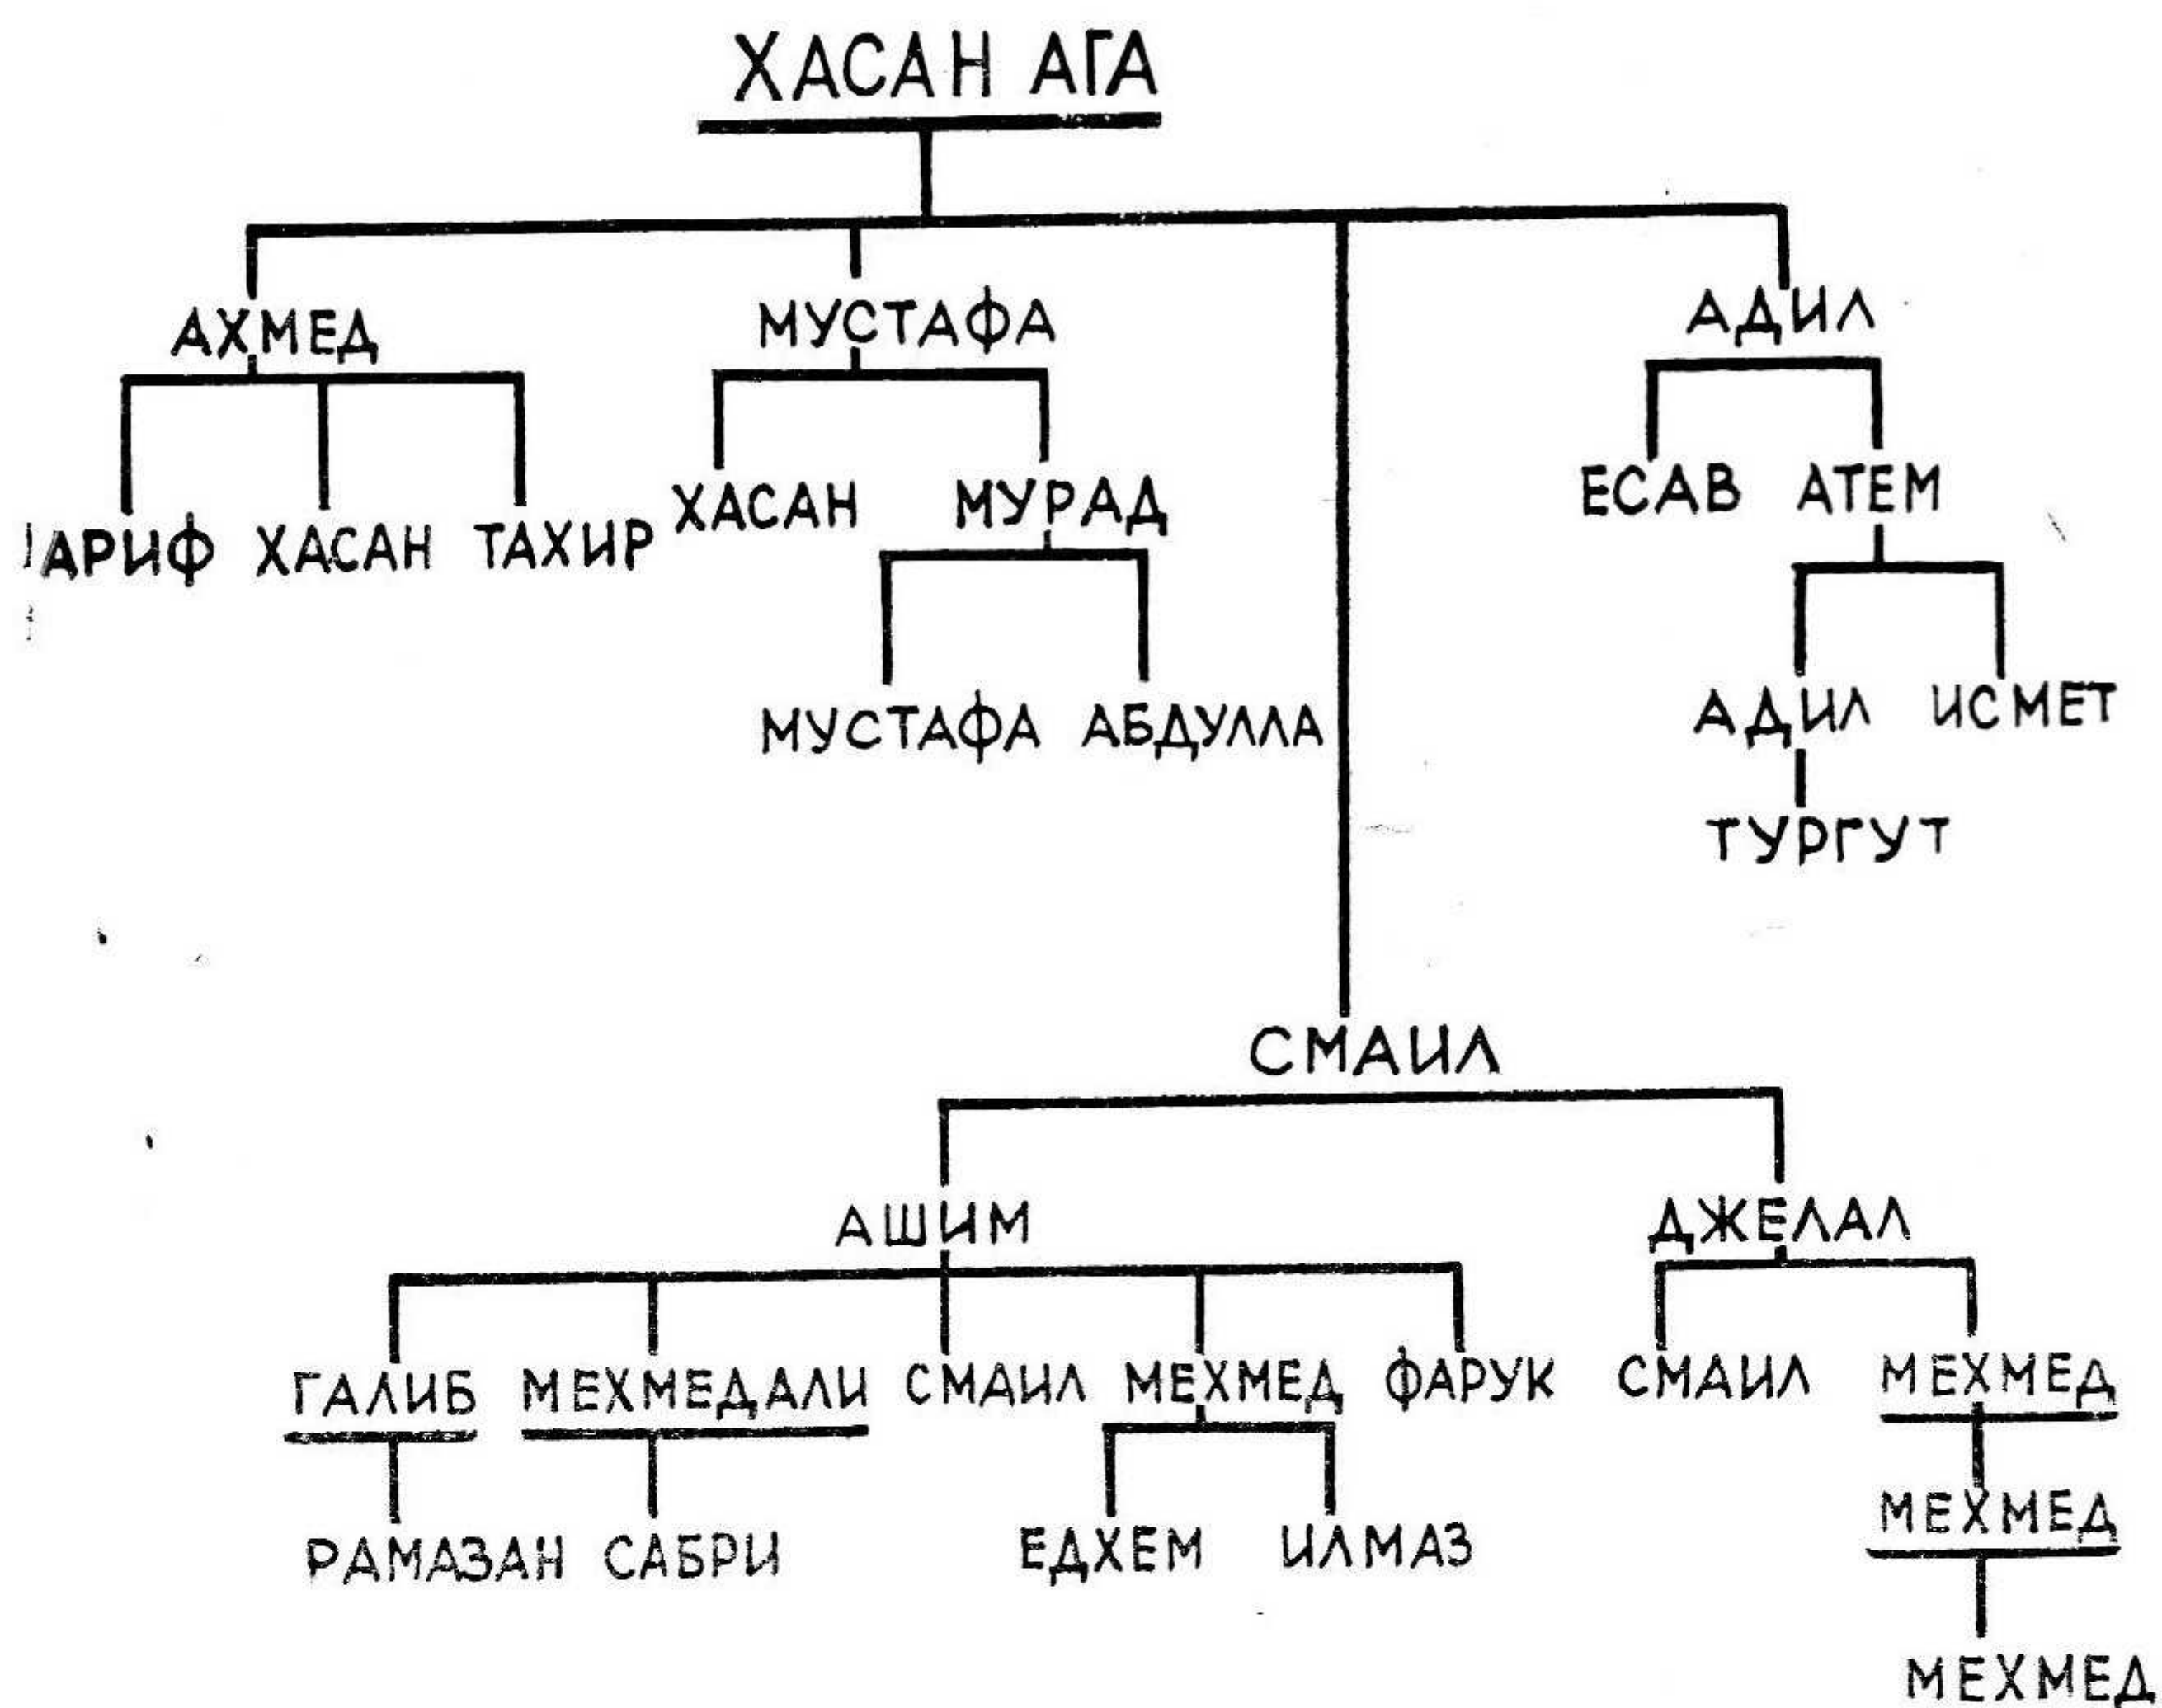 ХАСАН АГА
АХМЕД МУСТАФА АДИЛ
АРИФ ХАСАН ТАХИР ХАСАН МУРАД ЕСАВ АТЕМ
МУСТАФА АБДУЛЛА АДИЛ ИСМЕТ
ТУРГУТ
СМАИЛ
АШИМ ДЖЕЛАЛ
ГАЛИБ МЕХМЕДАЛИ СМАИЛ МЕХМЕД ФАРУК СМАИЛ МЕХМЕД
МЕХМЕД
РАМАЗАН САБРИ ЕДХЕМ ИЛМАЗ
МЕХМЕД